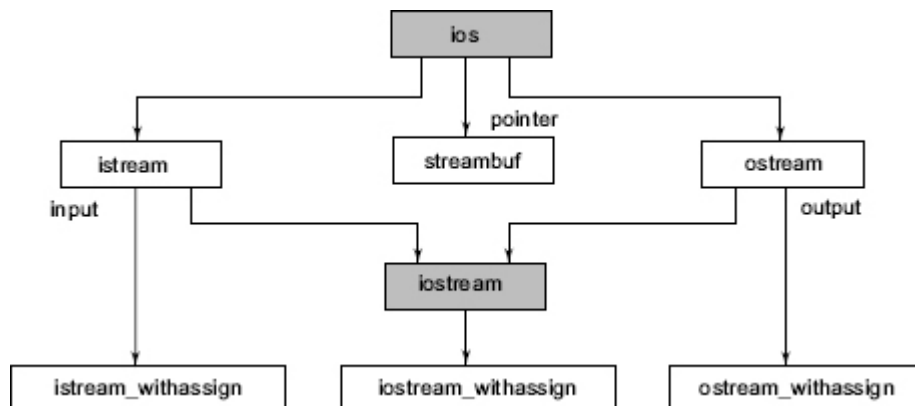 ios
pointer
istream
streambuf
ostream
input
output
iostream
istream_withassign
iostream_withassign
ostream_withassign